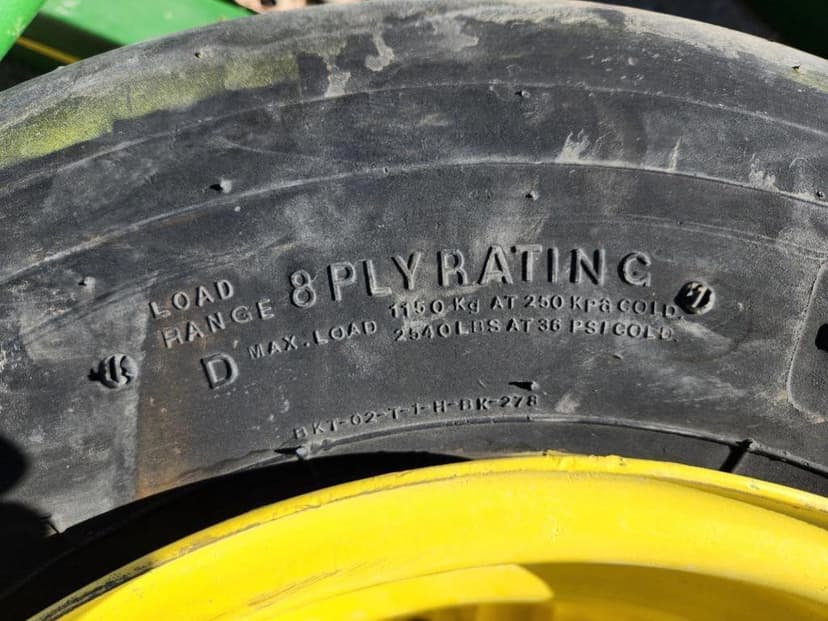 LOAD
RANGE
D
8 PLY RATING
MAX. LOAD
1150 Kg AT 250 KPa COLD.
2540 LBS AT 36 PSI COLD.
BKT-02-T-1-H-BK-278